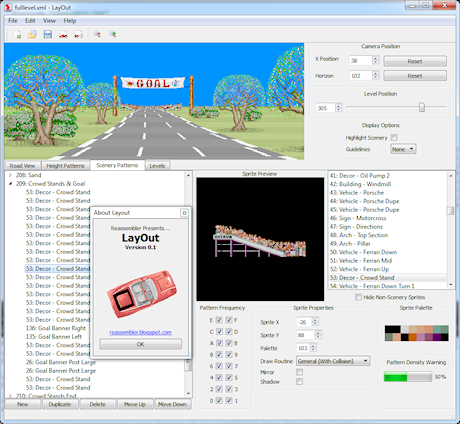 fulllevel.xml - LayOut
File Edit View Help
GOAL
Camera Position
X Position 38 Reset
Horizon 102 Reset
Level Position
305
Display Options
Highlight Scenery
Guidelines None
Road View Height Patterns Scenery Patterns Levels
208: Sand
209: Crowd Stands & Goal
53: Decor - Crowd Stand
53: Decor - Crowd Stand
53: Decor - Crowd Stand
53: Decor - Crowd Stand
53: Decor - Crowd Stand
53: Decor - Crowd Stand
53: Decor - Crowd Stand
53: Decor - Crowd Stand
53: Decor - Crowd Stand
53: Decor - Crowd Stand
53: Decor - Crowd Stand
53: Decor - Crowd Stand
53: Decor - Crowd Stand
53: Decor - Crowd Stand
136: Goal Banner Right
135: Goal Banner Left
53: Decor - Crowd Stand
26: Goal Banner Post Large
26: Goal Banner Post Large
53: Decor - Crowd Stand
210: Crowd Stands End
New Duplicate Delete Move Up Move Down
About Layout
Reassembler Presents...
LayOut
Version 0.1
reassembler.blogspot.com
OK
Sprite Preview
Pattern Frequency
E F
C D
A B
8 9
6 7
4 5
2 3
0 1
Sprite Properties
Sprite X -26
Sprite Y 88
Palette 103
Draw Routine General (With Collision)
Mirror
Shadow
41: Decor - Oil Pump 2
42: Building - Windmill
43: Vehicle - Porsche
44: Vehicle - Porsche Dupe
45: Vehicle - Porsche Dupe
46: Sign - Motorcross
47: Sign - Directions
48: Arch - Top Section
49: Arch - Pillar
50: Vehicle - Ferrari Down
51: Vehicle - Ferrari Mid
52: Vehicle - Ferrari Up
53: Decor - Crowd Stand
54: Vehicle - Ferrari Down Turn 1
Hide Non-Scenery Sprites
Sprite Palette
Pattern Density Warning
50%